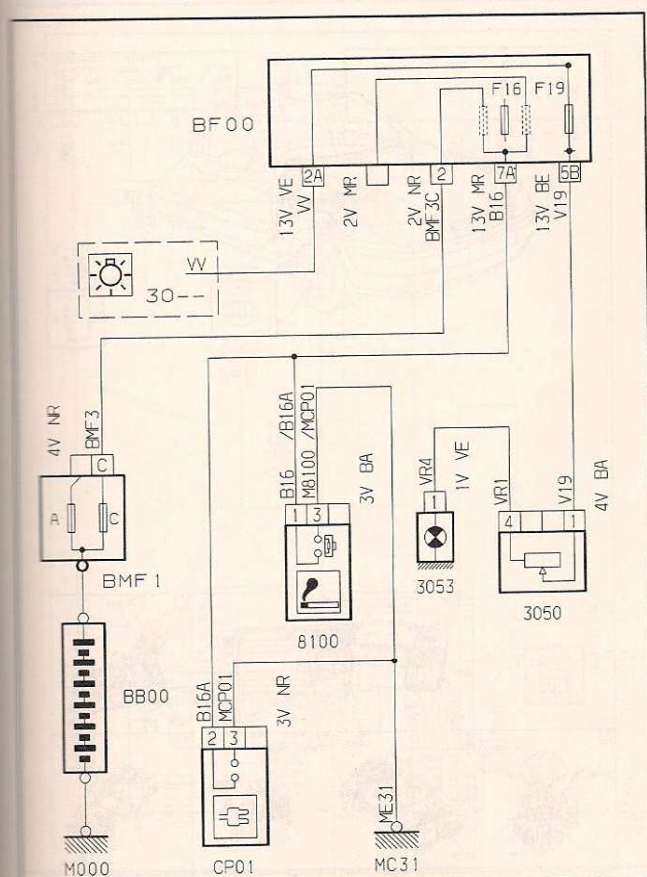 F16 F19
BF00
2A
2
7A
5B
13V VE
VV
2V MR
2V NR
BMF3C
13V MR
B16
13V BE
V19
VV
30--
4V NR
BMF3
C
A
C
BMF1
B16 /B16A
M8100 /MCP01
3V BA
1 3
8100
VR4
1V VE
1
3053
VR1
V19
4V BA
4 1
3050
BB00
B16A
MCP01
3V NR
2 3
CP01
ME31
MC31
M000